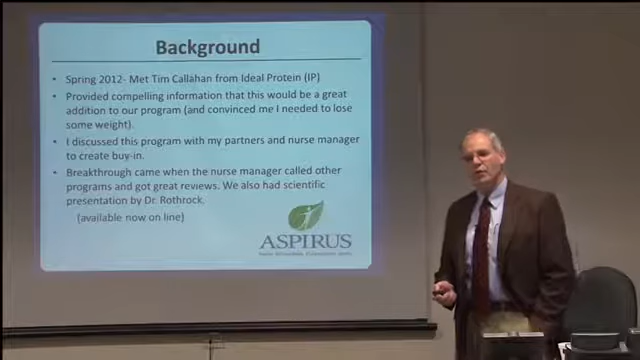 Background
• Spring 2012- Met Tim Callahan from Ideal Protein (IP)
• Provided compelling information that this would be a great
addition to our program (and convinced me I needed to lose
some weight).
• I discussed this program with my partners and nurse manager
to create buy-in.
• Breakthrough came when the nurse manager called other
programs and got great reviews. We also had scientific
presentation by Dr. Rothrock.
(available now on line)
ASPIRUS